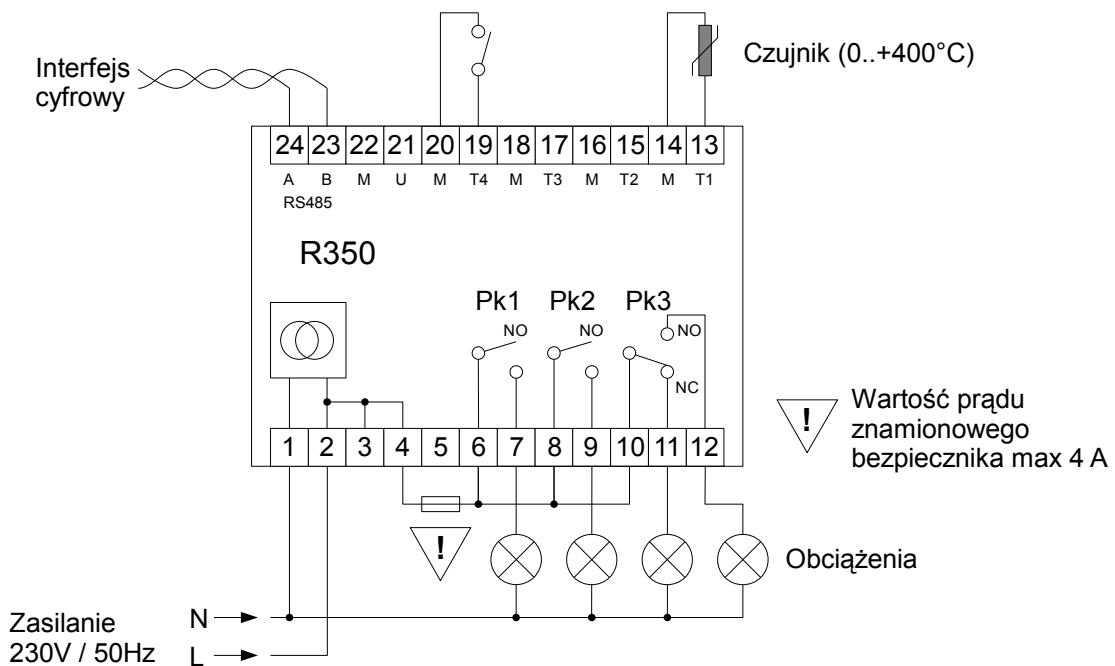 Interfejs
cyfrowy
Czujnik (0..+400°C)
24 23 22 21 20 19 18 17 16 15 14 13
A B M U M T4 M T3 M T2 M T1
RS485
R350
Pk1 Pk2 Pk3
NO NO NO
NC
1 2 3 4 5 6 7 8 9 10 11 12
!
Wartość prądu
znamionowego
bezpiecznika max 4 A
!
Obciążenia
Zasilanie
230V / 50Hz
N
L